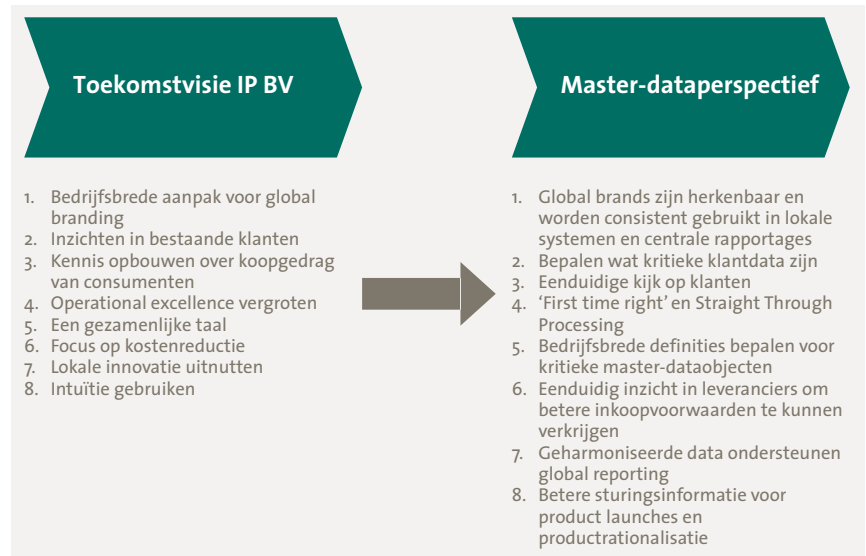 Toekomstvisie IP BV
1. Bedrijfsbrede aanpak voor global
branding
2. Inzichten in bestaande klanten
3. Kennis opbouwen over koopgedrag
van consumenten
4. Operational excellence vergroten
5. Een gezamenlijke taal
6. Focus op kostenreductie
7. Lokale innovatie uitnutten
8. Intuïtie gebruiken
Master-dataperspectief
1. Global brands zijn herkenbaar en
worden consistent gebruikt in lokale
systemen en centrale rapportages
2. Bepalen wat kritieke klantdata zijn
3. Eenduidige kijk op klanten
4. ‘First time right’ en Straight Through
Processing
5. Bedrijfsbrede definities bepalen voor
kritieke master-dataobjecten
6. Eenduidig inzicht in leveranciers om
betere inkoopvoorwaarden te kunnen
verkrijgen
7. Geharmoniseerde data ondersteunen
global reporting
8. Betere sturingsinformatie voor
product launches en
productrationalisatie